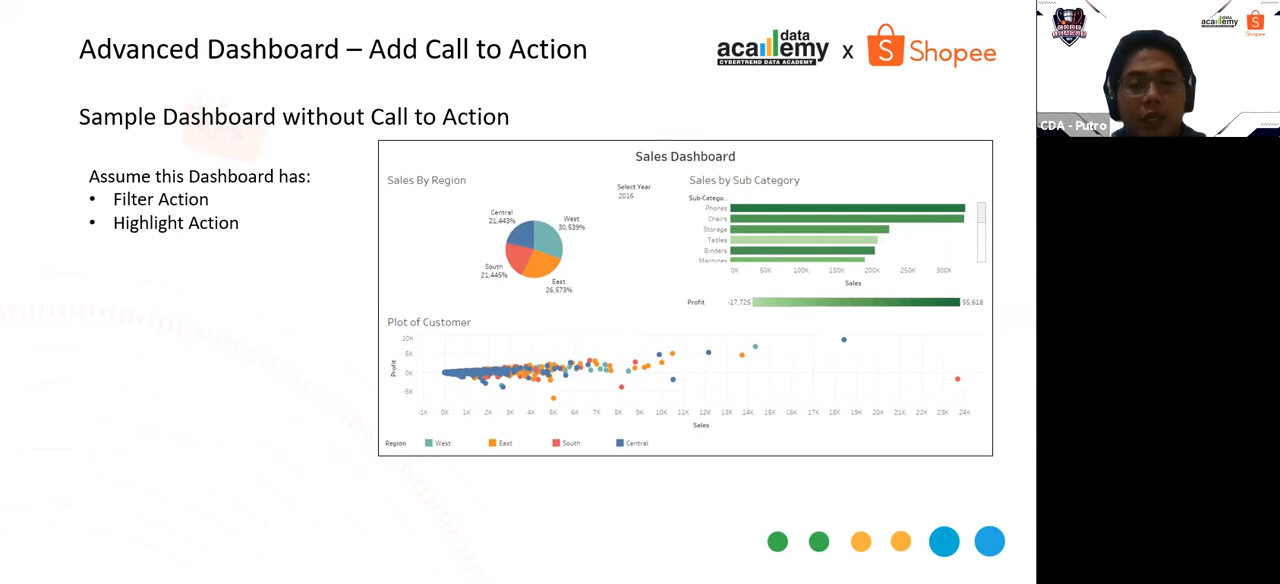 Advanced Dashboard – Add Call to Action
data
academy
CYBERTREND DATA ACADEMY
x
S
Shopee
Sample Dashboard without Call to Action
Assume this Dashboard has:
• Filter Action
• Highlight Action
Sales Dashboard
Sales By Region
Select Year
2016
Central
21,443%
West
30,539%
South
21,445%
East
26,573%
Sales by Sub Category
Sub-Catego..
Phones
Chairs
Storage
Tables
Binders
Machines
0K 50K 100K 150K 200K 250K 300K
Sales
Profit -17,725 55,618
Plot of Customer
10K
5K
0K
-5K
Profit
-1K 0K 1K 2K 3K 4K 5K 6K 7K 8K 9K 10K 11K 12K 13K 14K 15K 16K 17K 18K 19K 20K 21K 22K 23K 24K
Sales
Region West East South Central
data
academy
Shopee
CODE LEAGUE
CDA - Putro